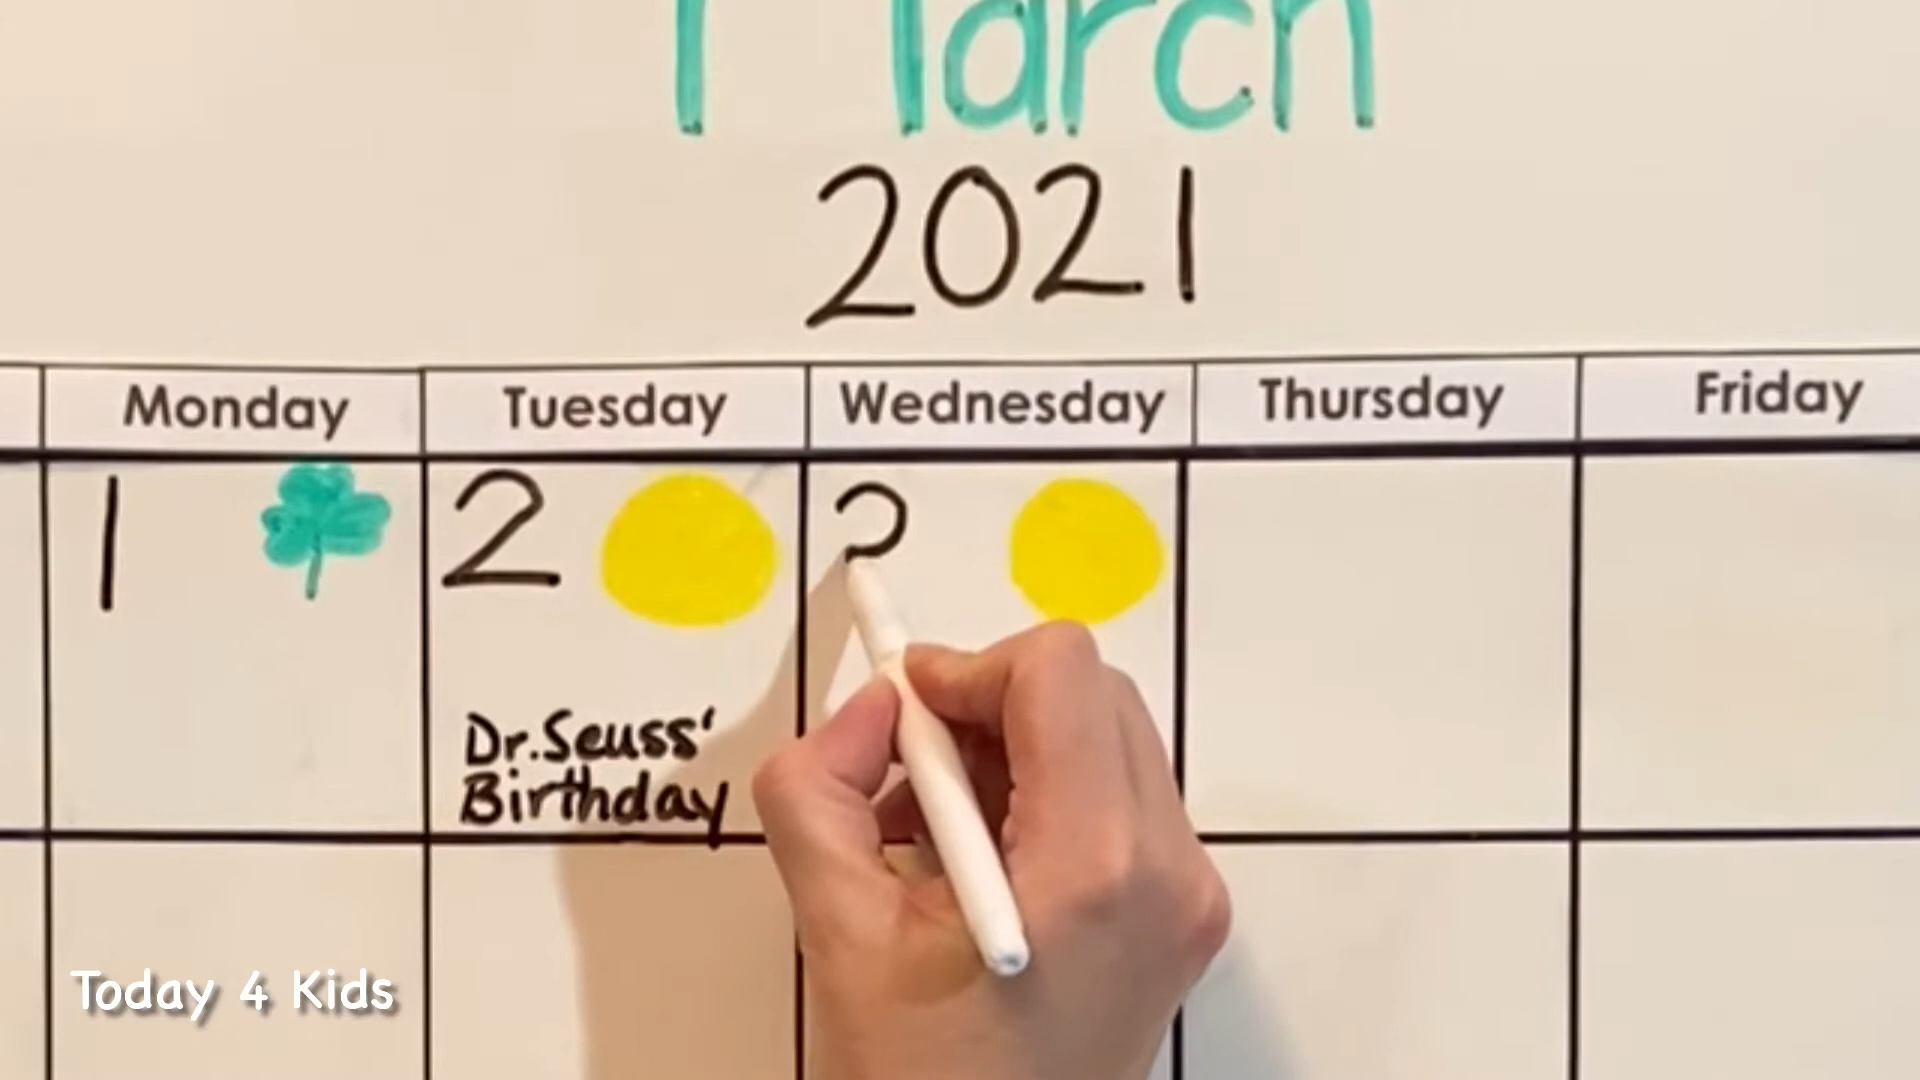 March
2021
Monday Tuesday Wednesday Thursday Friday
1 2
Dr. Seuss'
Birthday
Today 4 Kids